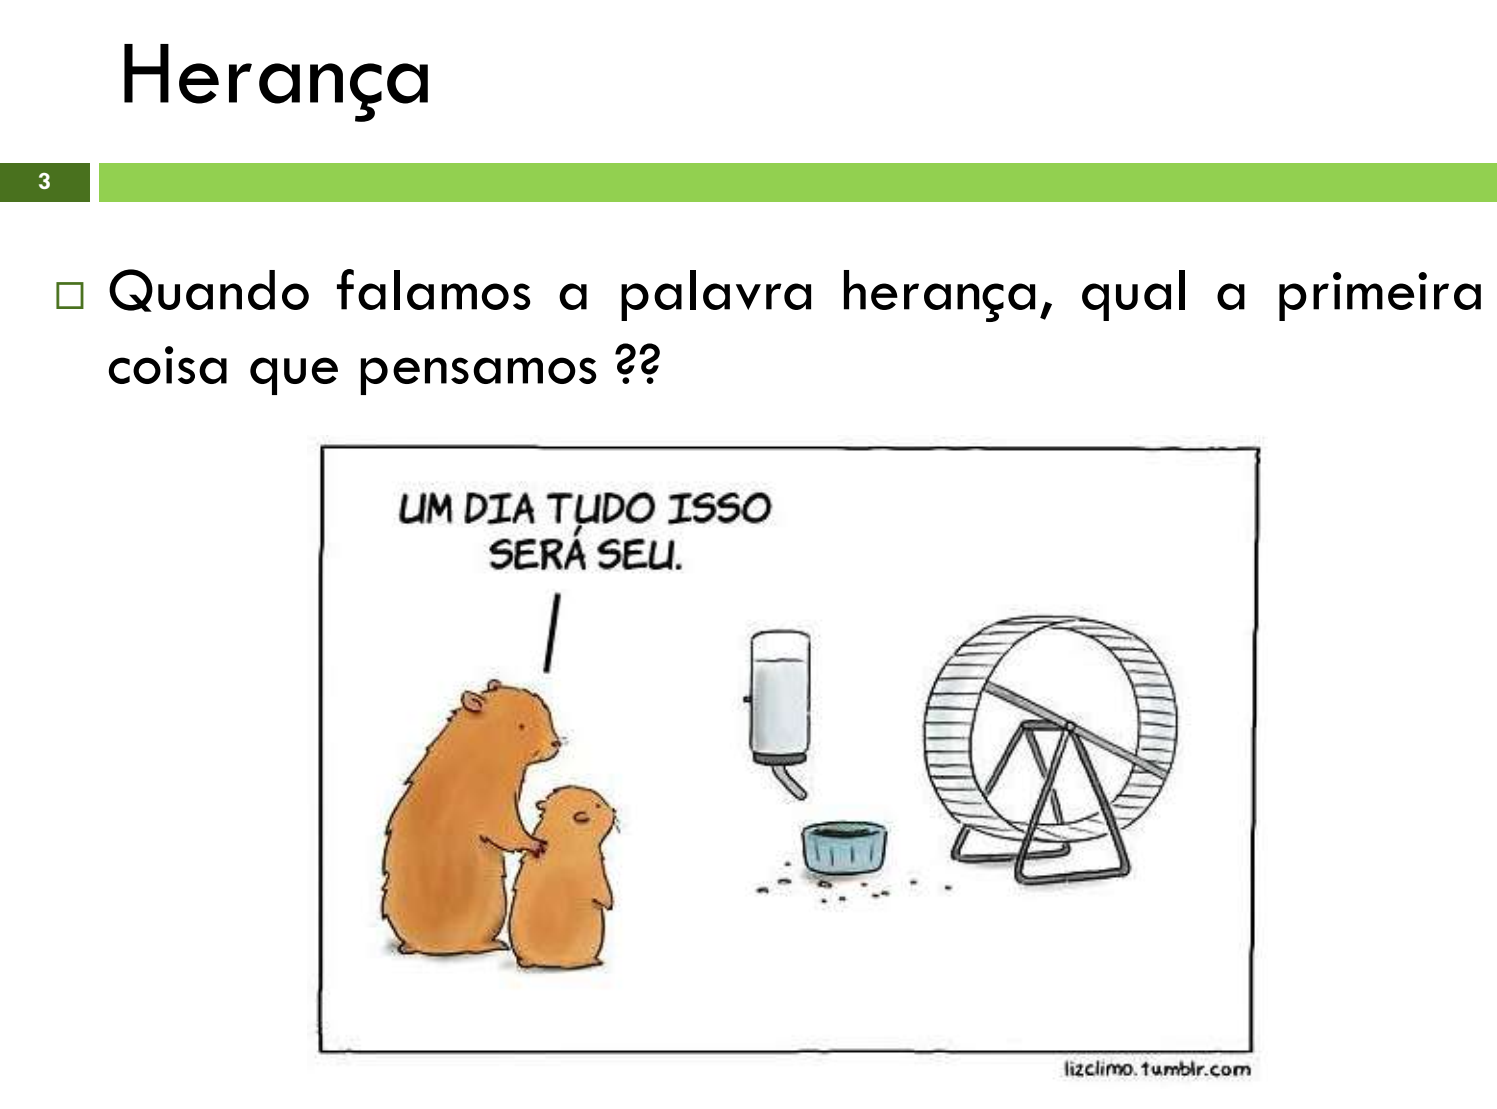 Herança
3
Quando falamos a palavra herança, qual a primeira
coisa que pensamos ??
UM DIA TUDO ISSO
SERÁ SEU.
lizclimo.tumblr.com